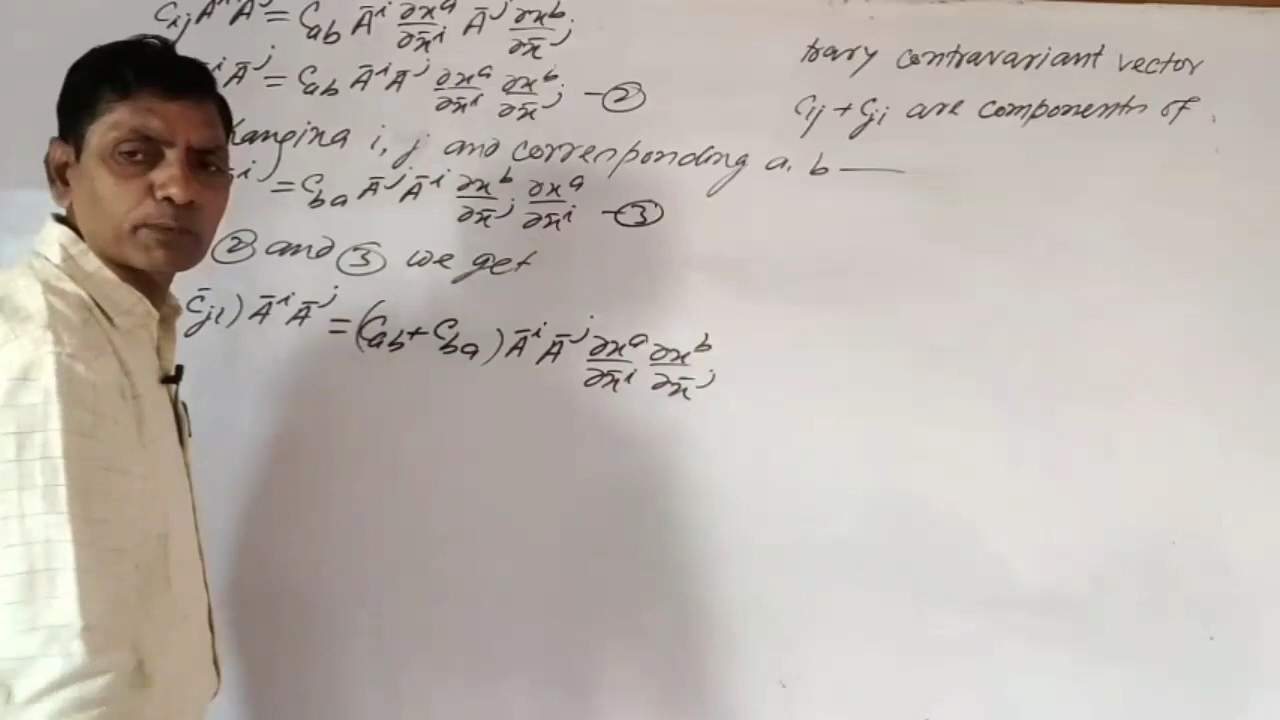 C_ij A̅^i A̅^j = C_ab A̅^i ∂x^a/∂x̅^i A̅^j ∂x^b/∂x̅^j
A̅^i A̅^j = C_ab A̅^i A̅^j ∂x^a/∂x̅^i ∂x^b/∂x̅^j —②
anging i, j and corresponding a, b —
= C_ba A̅^j A̅^i ∂x^b/∂x̅^j ∂x^a/∂x̅^i —③
② and ③ we get
C̅_ji) A̅^i A̅^j = (C_ab + C_ba) A̅^i A̅^j ∂x^a/∂x̅^i ∂x^b/∂x̅^j
trary contravariant vector
C_ij + C_ji are components of